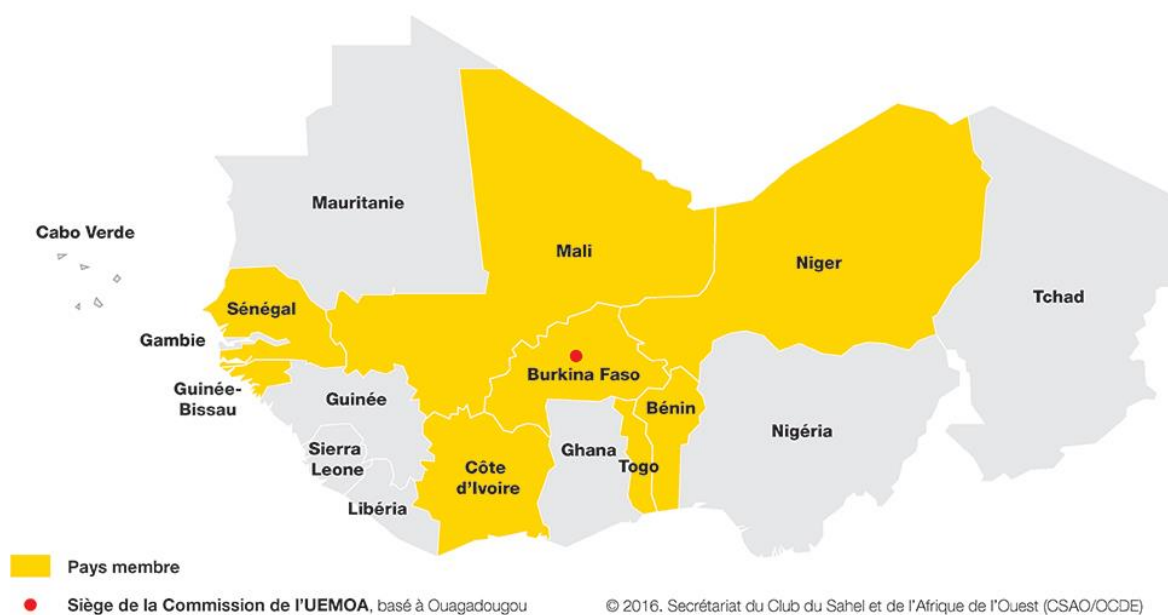 Mauritanie
Cabo Verde
Mali
Niger
Tchad
Sénégal
Gambie
Guinée-
Bissau
Guinée
Burkina Faso
Bénin
Nigéria
Sierra
Leone
Ghana
Togo
Côte
d'Ivoire
Libéria
Pays membre
Siège de la Commission de l'UEMOA, basé à Ouagadougou
© 2016. Secrétariat du Club du Sahel et de l'Afrique de l'Ouest (CSAO/OCDE)